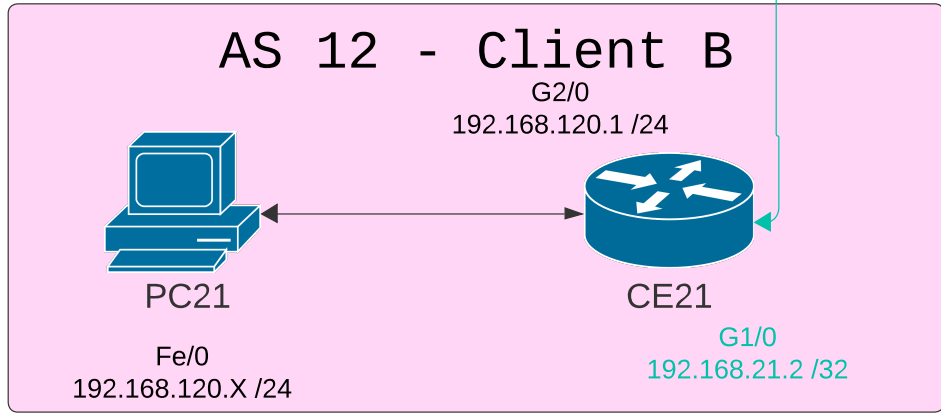 AS 12 - Client B
G2/0
192.168.120.1 /24
PC21
CE21
Fe/0
192.168.120.X /24
G1/0
192.168.21.2 /32